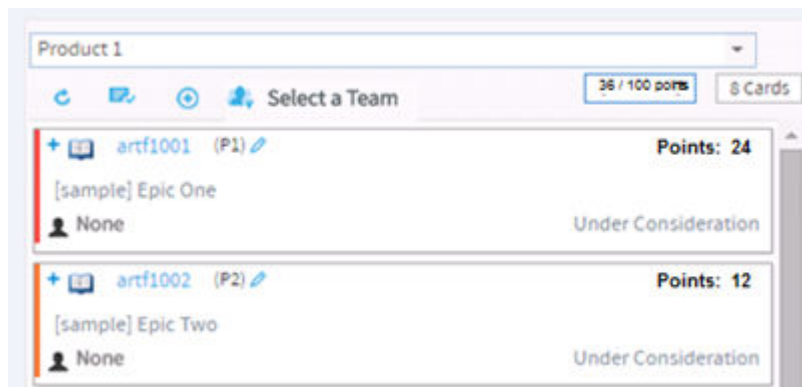 Product 1
Select a Team 36 / 100 points 8 Cards
artf1001 (P1) Points: 24
[sample] Epic One
None Under Consideration
artf1002 (P2) Points: 12
[sample] Epic Two
None Under Consideration